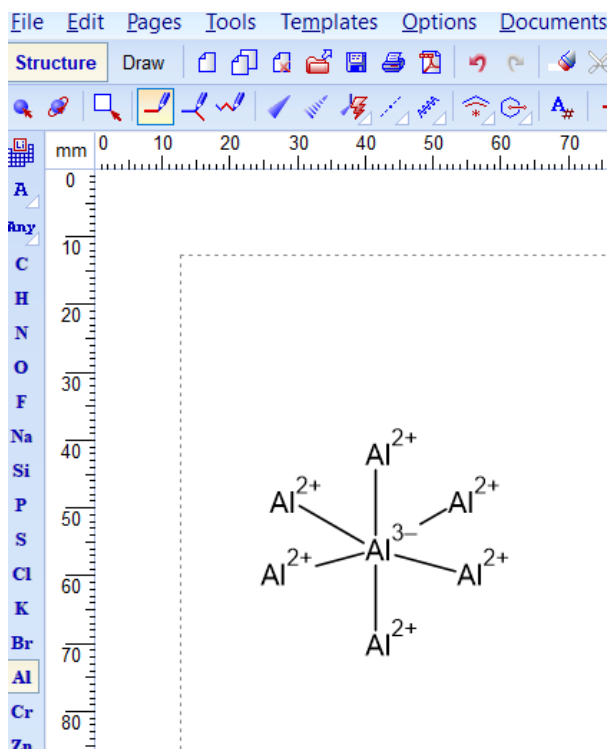 File Edit Pages Tools Templates Options Documents
Structure Draw
A#
Li
mm 0 10 20 30 40 50 60 70
A
Any
C
H
N
O
F
Na
Si
P
S
Cl
K
Br
Al
Cr
Zn
0
10
20
30
40
50
60
70
80
Al2+
Al2+ Al2+
Al3–
Al2+ Al2+
Al2+